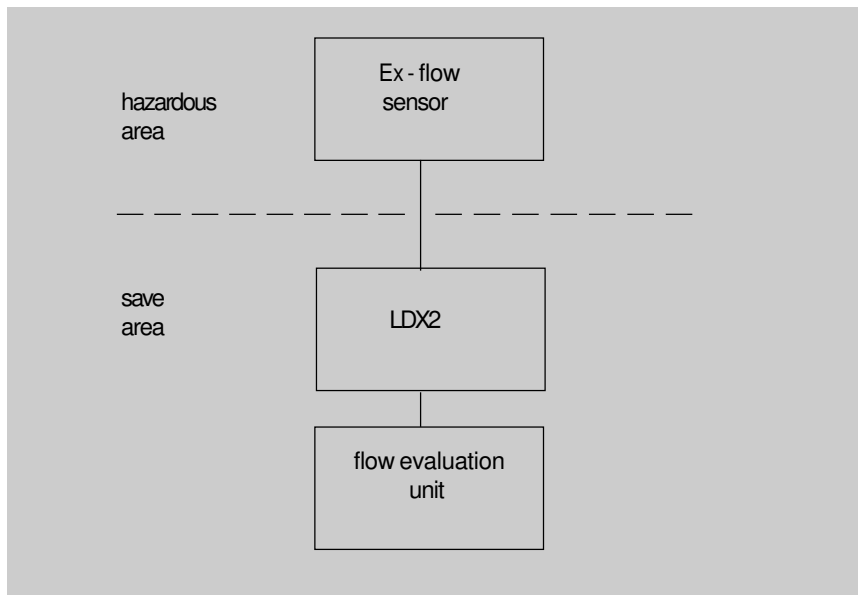 Ex - flow
sensor
hazardous
area
save
area
LDX2
flow evaluation
unit